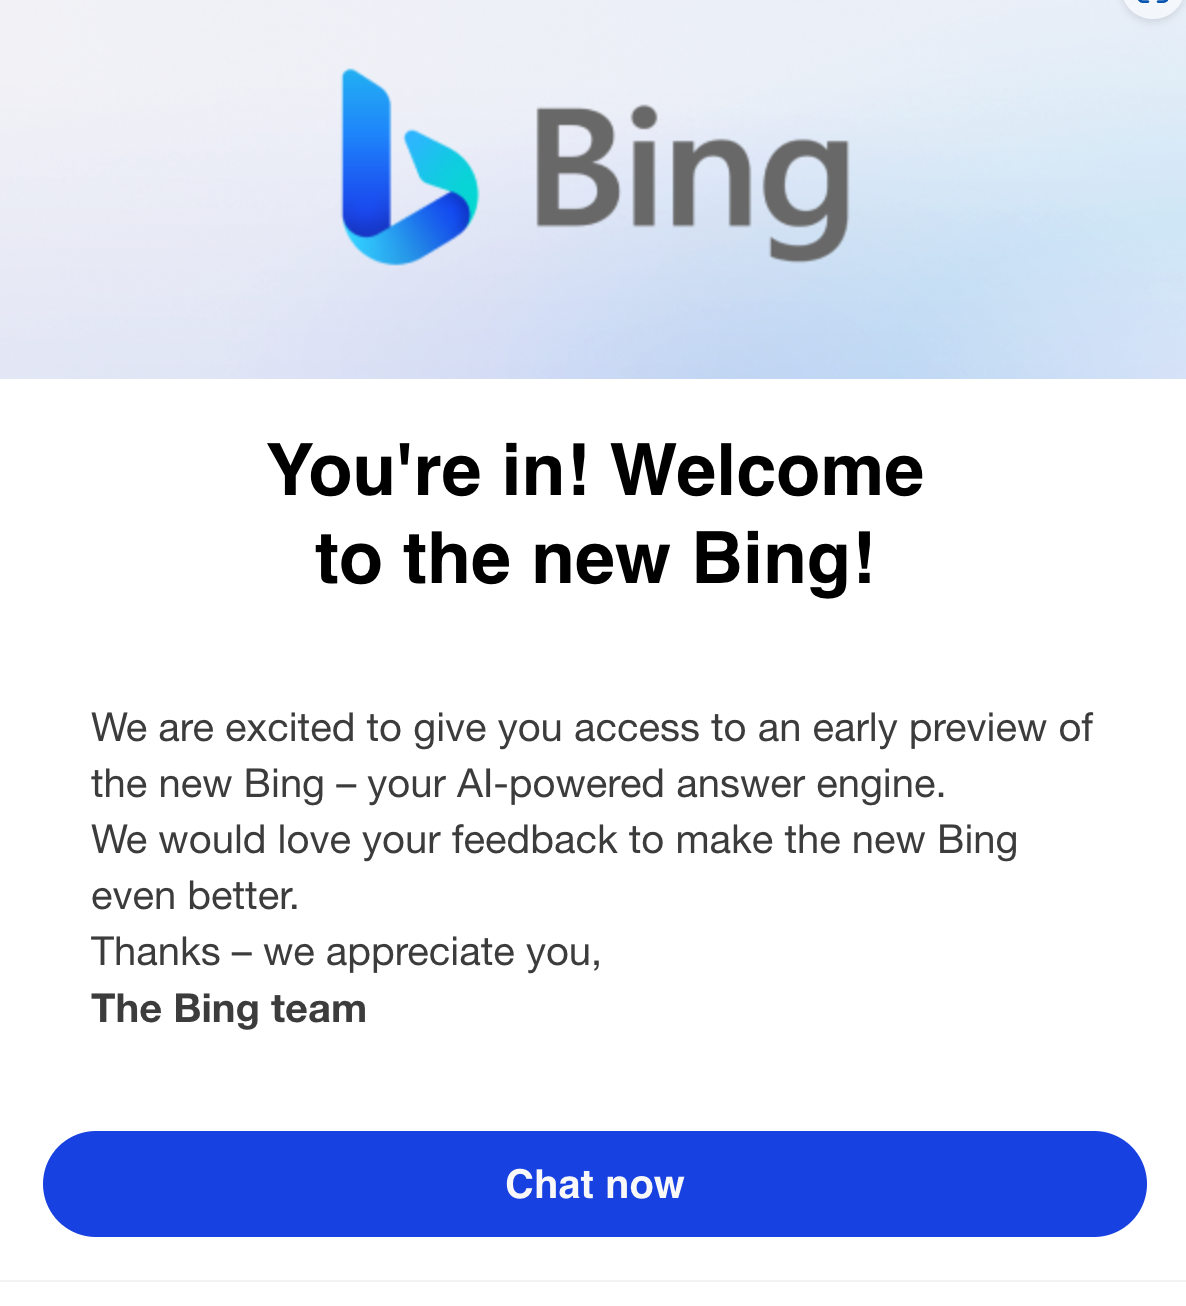 Bing
You're in! Welcome
to the new Bing!
We are excited to give you access to an early preview of
the new Bing – your AI-powered answer engine.
We would love your feedback to make the new Bing
even better.
Thanks – we appreciate you,
The Bing team
Chat now